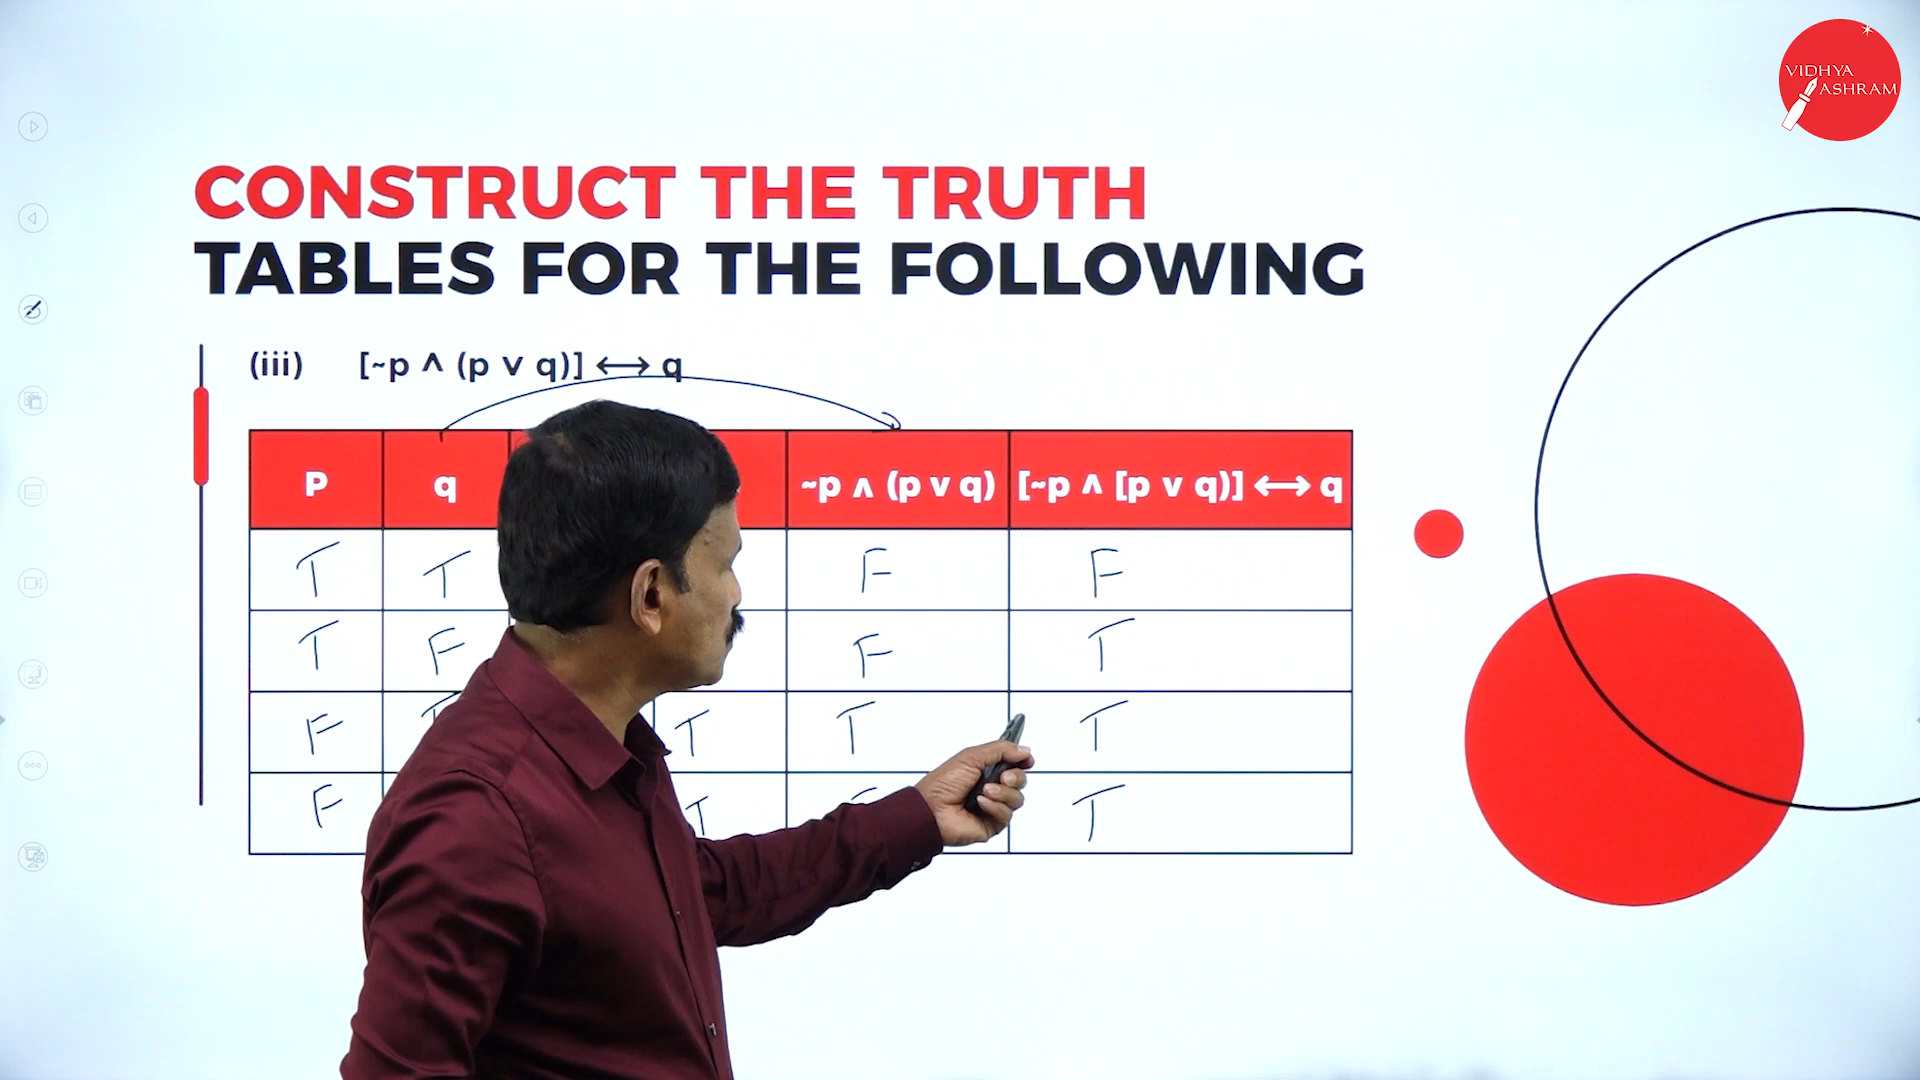 VIDHYA
ASHRAM
CONSTRUCT THE TRUTH
TABLES FOR THE FOLLOWING
(iii) [~p ∧ (p ∨ q)] ⟷ q
P q ~p ∧ (p ∨ q) [~p ∧ [p ∨ q)] ⟷ q
T T F F
T F F T
F T T T T
F T F T